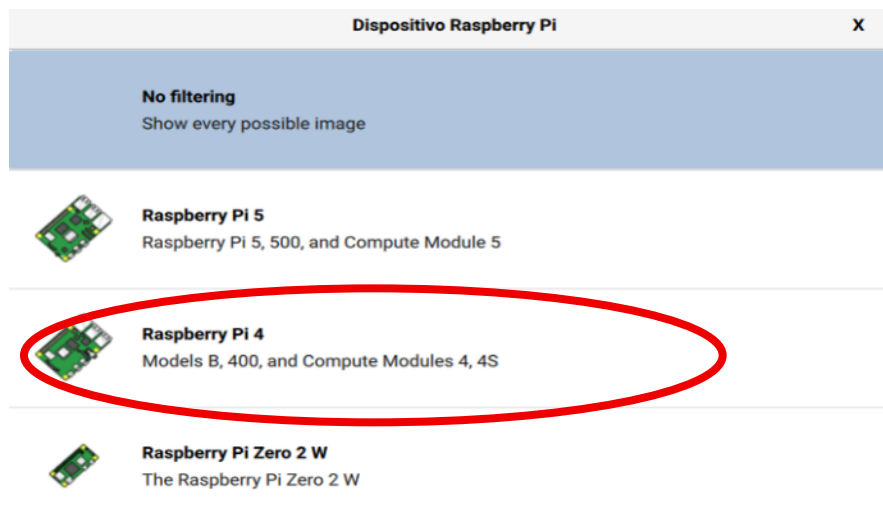 Dispositivo Raspberry Pi X
No filtering
Show every possible image
Raspberry Pi 5
Raspberry Pi 5, 500, and Compute Module 5
Raspberry Pi 4
Models B, 400, and Compute Modules 4, 4S
Raspberry Pi Zero 2 W
The Raspberry Pi Zero 2 W